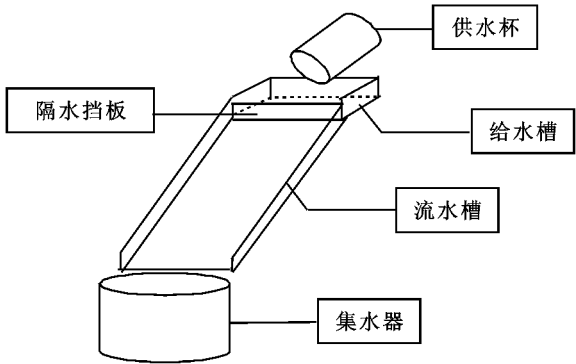 供水杯
隔水挡板
给水槽
流水槽
集水器